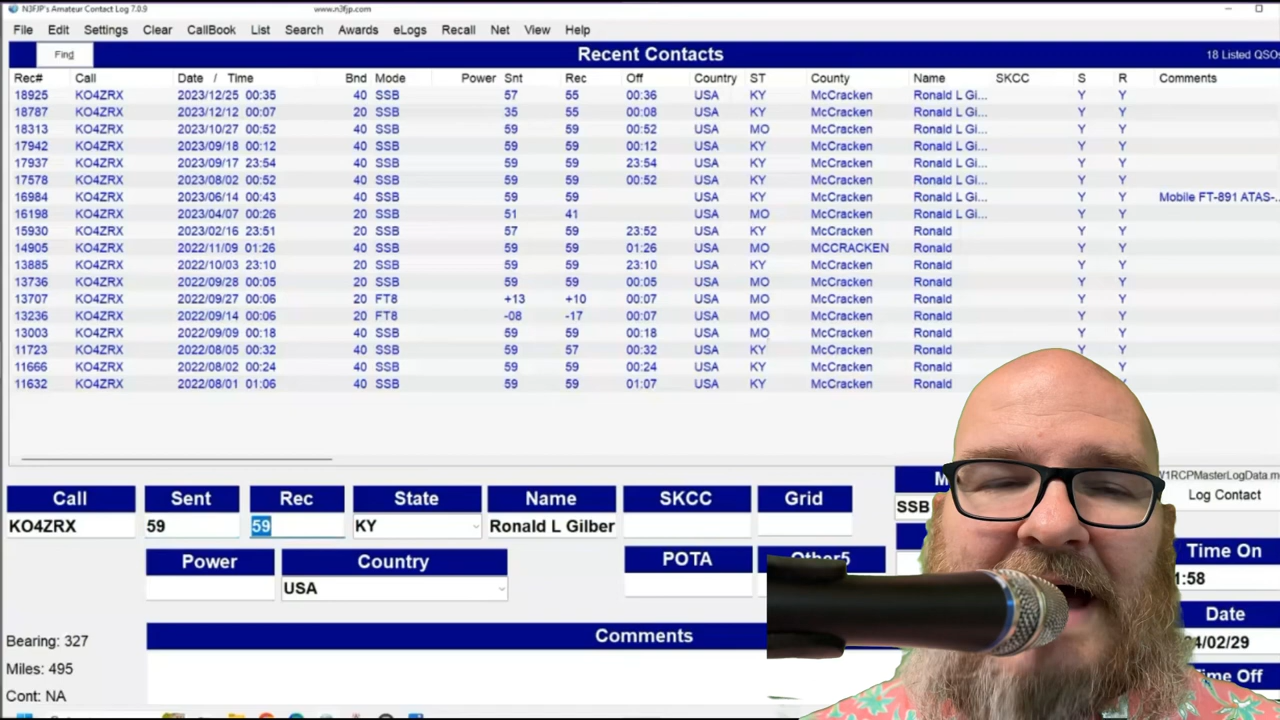 N3FJP's Amateur Contact Log 7.0.9 www.n3fjp.com
File Edit Settings Clear CallBook List Search Awards eLogs Recall Net View Help
Find Recent Contacts 18 Listed QSOs
Rec# Call Date / Time Bnd Mode Power Snt Rec Off Country ST County Name SKCC S R Comments
18925 KO4ZRX 2023/12/25 00:35 40 SSB 57 55 00:36 USA KY McCracken Ronald L Gi... Y Y
18787 KO4ZRX 2023/12/12 00:07 20 SSB 35 55 00:08 USA KY McCracken Ronald L Gi... Y Y
18313 KO4ZRX 2023/10/27 00:52 40 SSB 59 59 00:52 USA MO McCracken Ronald L Gi... Y Y
17942 KO4ZRX 2023/09/18 00:12 40 SSB 59 59 00:12 USA KY McCracken Ronald L Gi... Y Y
17937 KO4ZRX 2023/09/17 23:54 40 SSB 59 59 23:54 USA KY McCracken Ronald L Gi... Y Y
17578 KO4ZRX 2023/08/02 00:52 40 SSB 59 59 00:52 USA KY McCracken Ronald L Gi... Y Y
16984 KO4ZRX 2023/06/14 00:43 40 SSB 59 59 USA KY McCracken Ronald L Gi... Y Y Mobile FT-891 ATAS-...
16198 KO4ZRX 2023/04/07 00:26 20 SSB 51 41 USA MO McCracken Ronald L Gi... Y Y
15930 KO4ZRX 2023/02/16 23:51 20 SSB 57 59 23:52 USA KY McCracken Ronald Y Y
14905 KO4ZRX 2022/11/09 01:26 40 SSB 59 59 01:26 USA MO MCCRACKEN Ronald Y Y
13885 KO4ZRX 2022/10/03 23:10 20 SSB 59 59 23:10 USA KY McCracken Ronald Y Y
13736 KO4ZRX 2022/09/28 00:05 20 SSB 59 59 00:05 USA MO McCracken Ronald Y Y
13707 KO4ZRX 2022/09/27 00:06 20 FT8 +13 +10 00:07 USA MO McCracken Ronald Y Y
13236 KO4ZRX 2022/09/14 00:06 20 FT8 -08 -17 00:07 USA MO McCracken Ronald Y Y
13003 KO4ZRX 2022/09/09 00:18 40 SSB 59 59 00:18 USA MO McCracken Ronald Y Y
11723 KO4ZRX 2022/08/05 00:32 40 SSB 59 57 00:32 USA KY McCracken Ronald Y Y
11666 KO4ZRX 2022/08/02 00:24 40 SSB 59 59 00:24 USA KY McCracken Ronald Y
11632 KO4ZRX 2022/08/01 01:06 40 SSB 59 59 01:07 USA KY McCracken Ronald Y
Call Sent Rec State Name SKCC Grid
W1RCPMasterLogData.m
Log Contact
KO4ZRX 59 59 KY Ronald L Gilber SSB
Power Country POTA Other5 Time On
USA 1:58
Date
Bearing: 327 Comments 4/02/29
Miles: 495
Time Off
Cont: NA